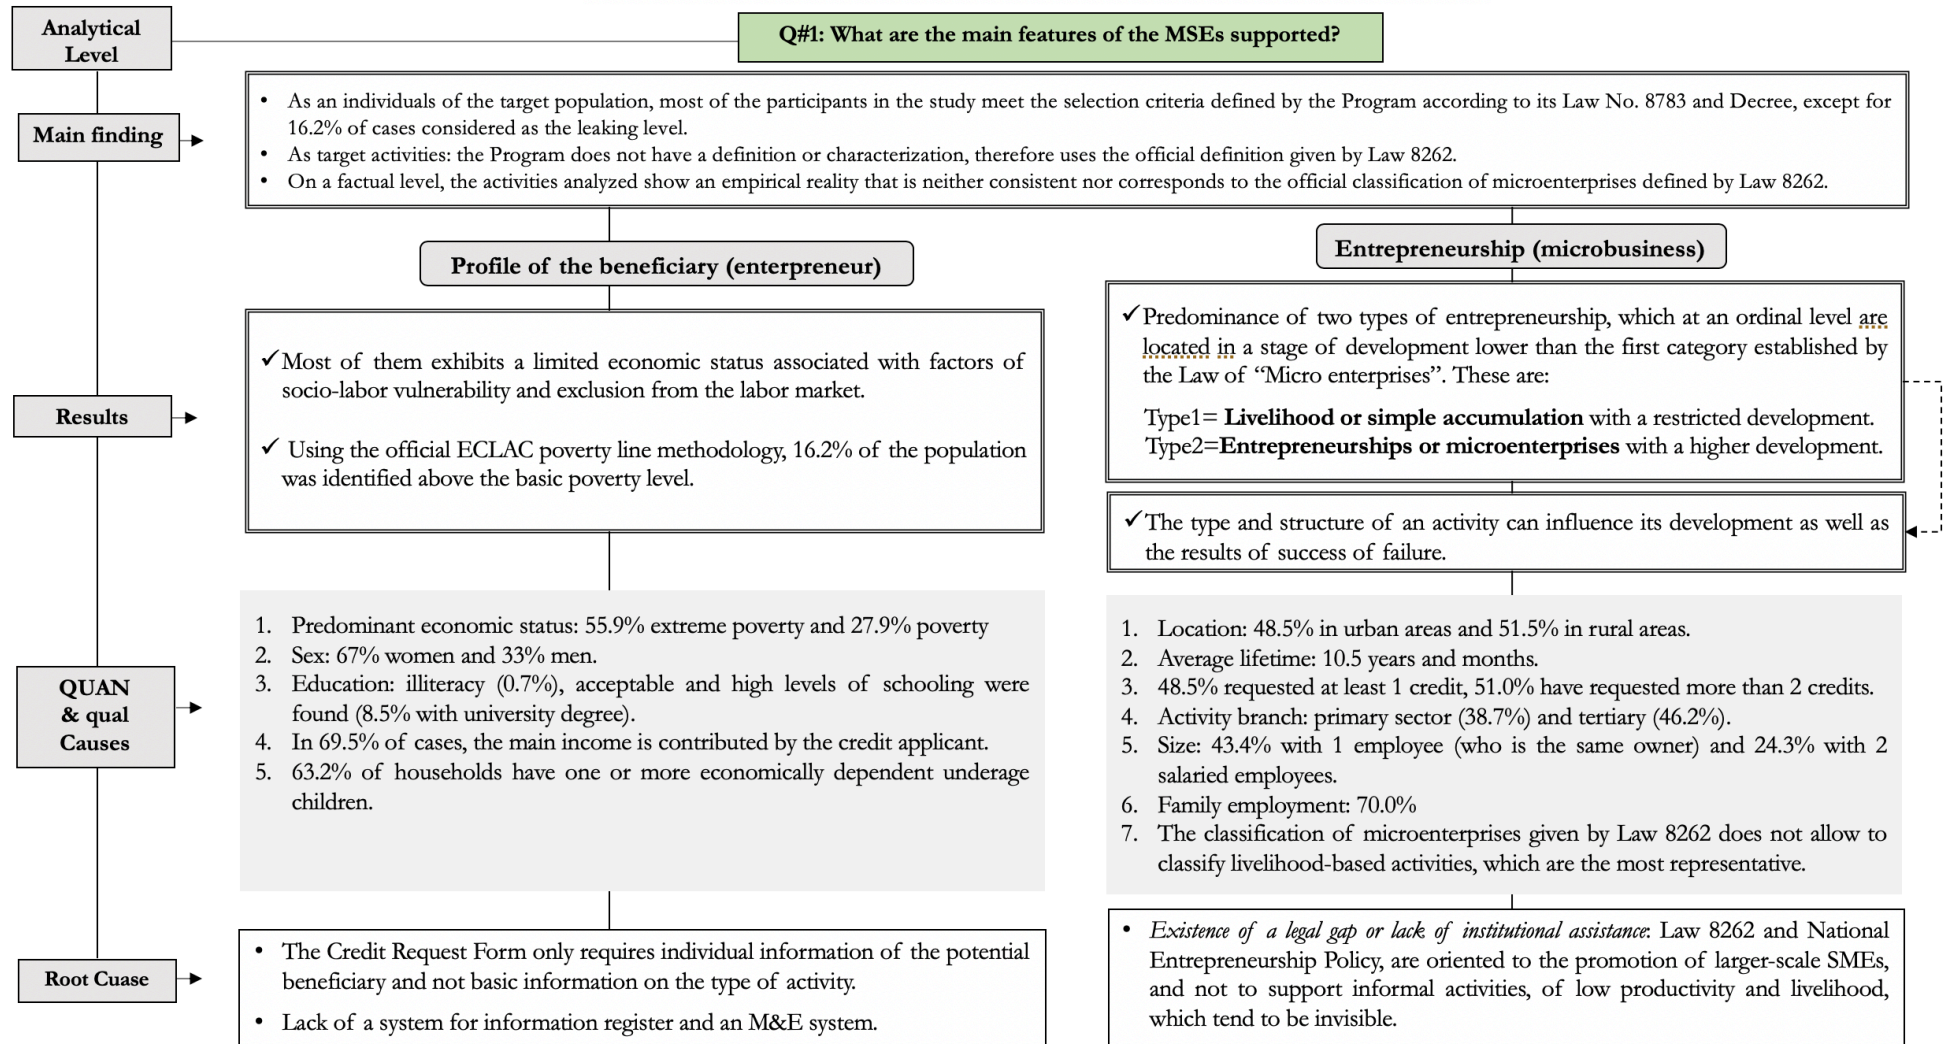 Analytical
Level
Q#1: What are the main features of the MSEs supported?
Main finding
• As an individuals of the target population, most of the participants in the study meet the selection criteria defined by the Program according to its Law No. 8783 and Decree, except for
16.2% of cases considered as the leaking level.
• As target activities: the Program does not have a definition or characterization, therefore uses the official definition given by Law 8262.
• On a factual level, the activities analyzed show an empirical reality that is neither consistent nor corresponds to the official classification of microenterprises defined by Law 8262.
Profile of the beneficiary (enterpreneur)
Entrepreneurship (microbusiness)
Results
✓Most of them exhibits a limited economic status associated with factors of
socio-labor vulnerability and exclusion from the labor market.
✓ Using the official ECLAC poverty line methodology, 16.2% of the population
was identified above the basic poverty level.
✓Predominance of two types of entrepreneurship, which at an ordinal level are
located in a stage of development lower than the first category established by
the Law of “Micro enterprises”. These are:
Type1= Livelihood or simple accumulation with a restricted development.
Type2=Entrepreneurships or microenterprises with a higher development.
✓The type and structure of an activity can influence its development as well as
the results of success of failure.
QUAN
& qual
Causes
1. Predominant economic status: 55.9% extreme poverty and 27.9% poverty
2. Sex: 67% women and 33% men.
3. Education: illiteracy (0.7%), acceptable and high levels of schooling were
found (8.5% with university degree).
4. In 69.5% of cases, the main income is contributed by the credit applicant.
5. 63.2% of households have one or more economically dependent underage
children.
1. Location: 48.5% in urban areas and 51.5% in rural areas.
2. Average lifetime: 10.5 years and months.
3. 48.5% requested at least 1 credit, 51.0% have requested more than 2 credits.
4. Activity branch: primary sector (38.7%) and tertiary (46.2%).
5. Size: 43.4% with 1 employee (who is the same owner) and 24.3% with 2
salaried employees.
6. Family employment: 70.0%
7. The classification of microenterprises given by Law 8262 does not allow to
classify livelihood-based activities, which are the most representative.
Root Cuase
• The Credit Request Form only requires individual information of the potential
beneficiary and not basic information on the type of activity.
• Lack of a system for information register and an M&E system.
• Existence of a legal gap or lack of institutional assistance: Law 8262 and National
Entrepreneurship Policy, are oriented to the promotion of larger-scale SMEs,
and not to support informal activities, of low productivity and livelihood,
which tend to be invisible.